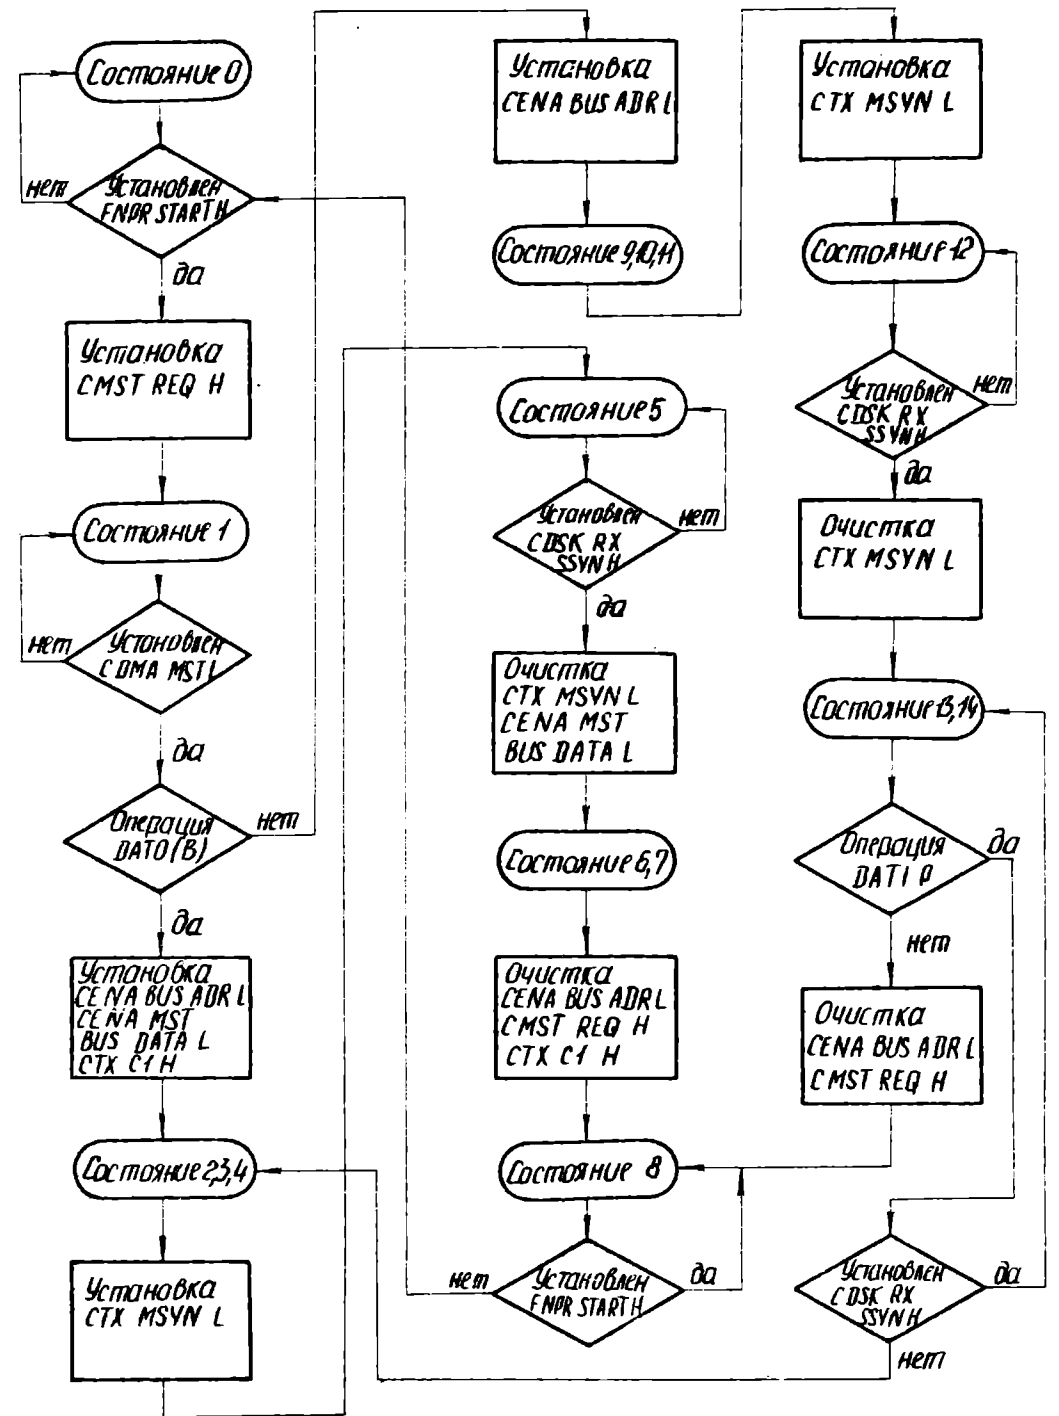 Состояние 0
Установлен
FNPR START H
нет
да
Установка
CMST REQ H
Состояние 1
Установлен
CDMA MST L
нет
да
Операция
DATO (B)
нет
да
Установка
CENA BUS ADR L
CENA MST
BUS DATA L
CTX C1 H
Состояние 2,3,4
Установка
CTX MSYN L
Установка
CENA BUS ADR L
Состояние 9,10,11
Состояние 5
Установлен
CDSK RX
SSYN H
нет
да
Очистка
CTX MSYN L
CENA MST
BUS DATA L
Состояние 6,7
Очистка
CENA BUS ADR L
CMST REQ H
CTX C1 H
Состояние 8
Установлен
FNPR START H
нет
да
Установка
CTX MSYN L
Состояние 12
Установлен
CDSK RX
SSYN H
нет
да
Очистка
CTX MSYN L
Состояние 13,14
Операция
DATI P
да
нет
Очистка
CENA BUS ADR L
CMST REQ H
Установлен
CDSK RX
SSYN H
да
нет